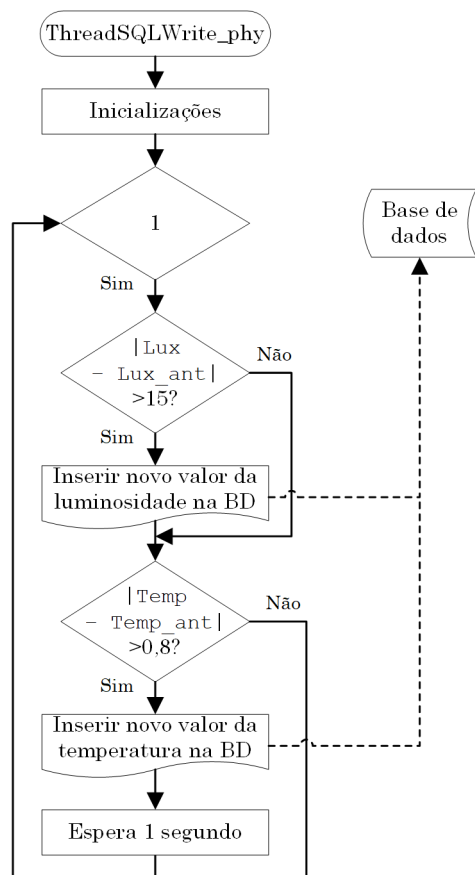 ThreadSQLWrite_phy
Inicializações
1
Base de
dados
Sim
|Lux
- Lux_ant|
>15?
Não
Sim
Inserir novo valor da
luminosidade na BD
|Temp
- Temp_ant|
>0,8?
Não
Sim
Inserir novo valor da
temperatura na BD
Espera 1 segundo